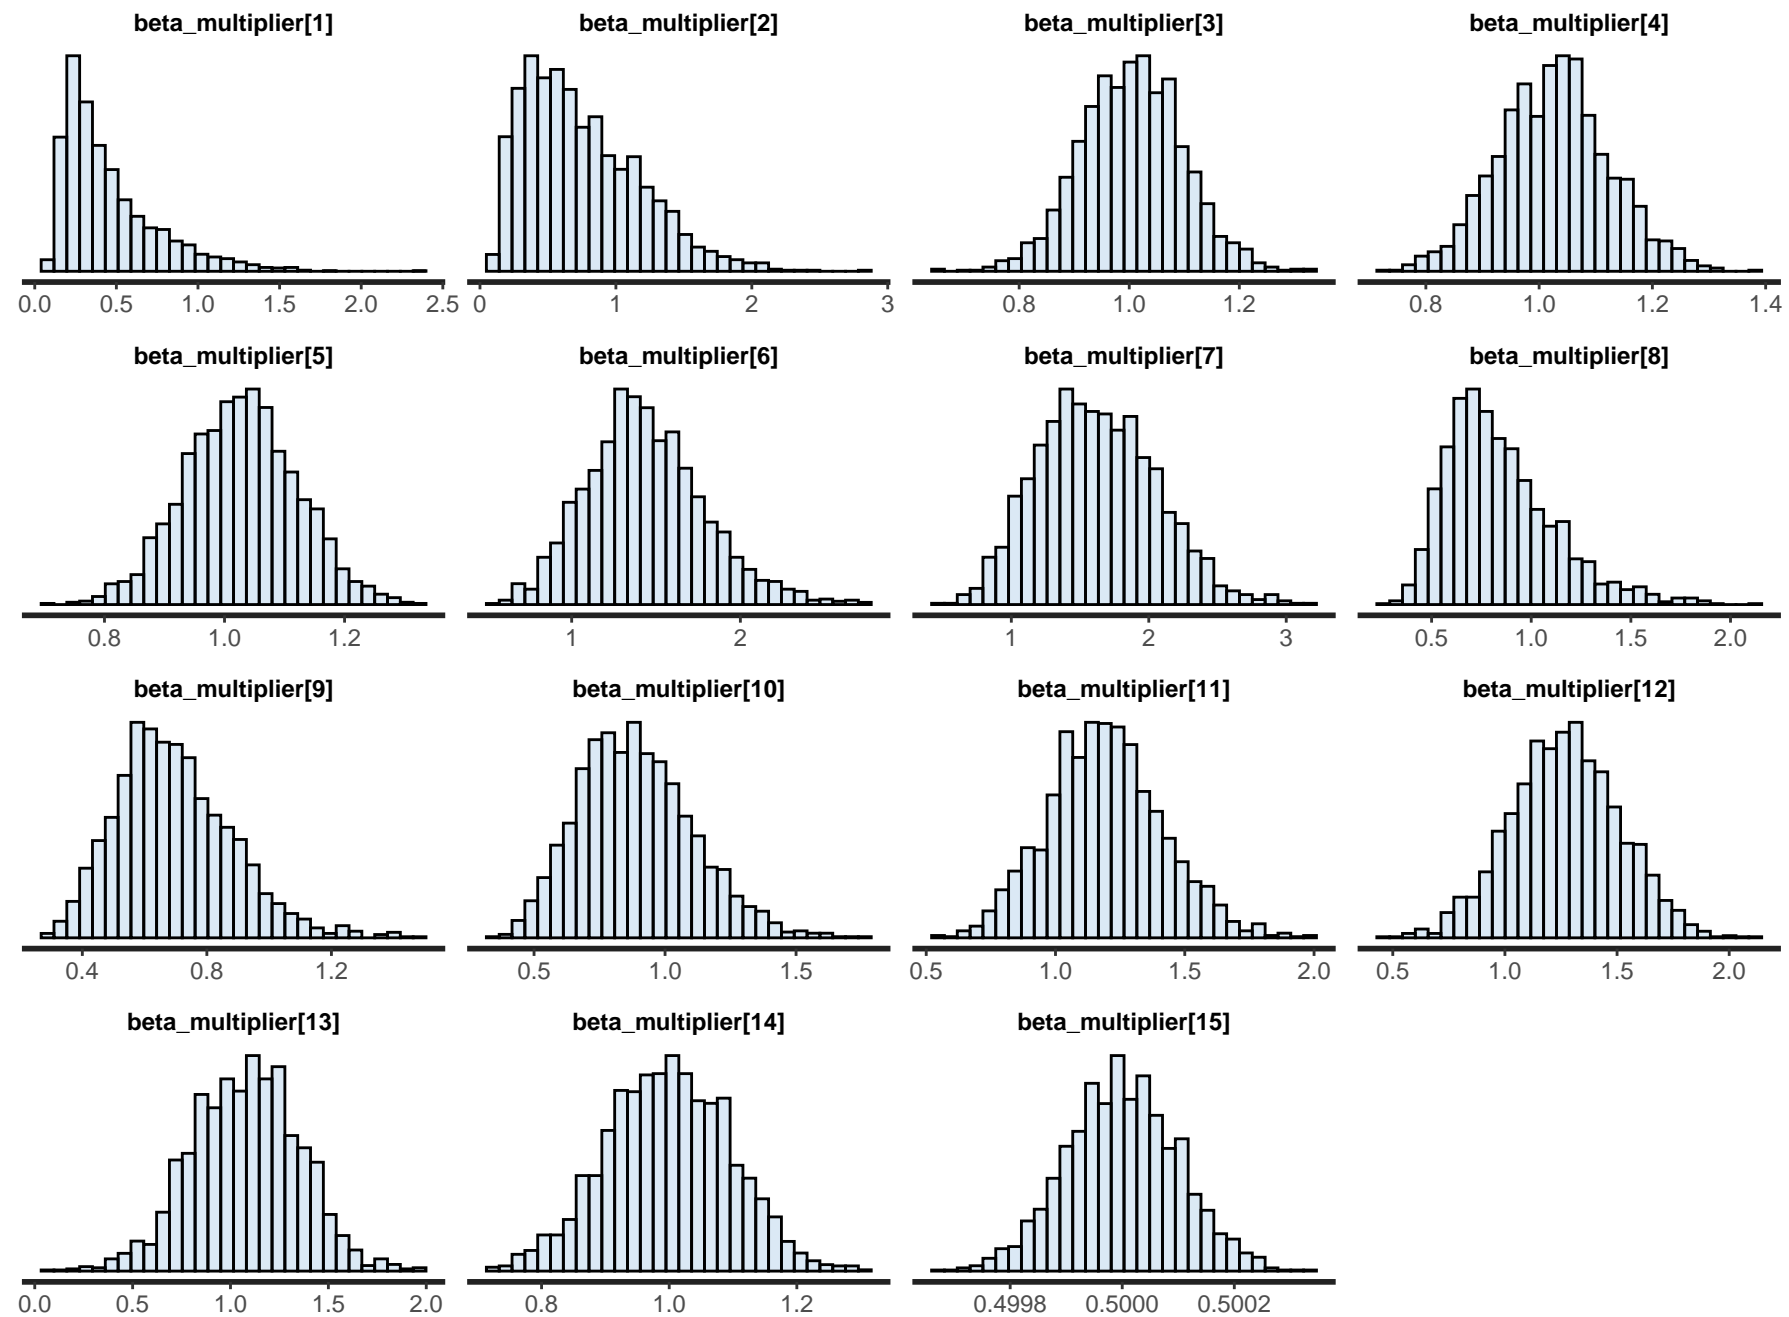 beta_multiplier[1] beta_multiplier[2] beta_multiplier[3] beta_multiplier[4]
0.0 0.5 1.0 1.5 2.0 2.5 0 1 2 3 0.8 1.0 1.2 0.8 1.0 1.2 1.4
beta_multiplier[5] beta_multiplier[6] beta_multiplier[7] beta_multiplier[8]
0.8 1.0 1.2 1 2 1 2 3 0.5 1.0 1.5 2.0
beta_multiplier[9] beta_multiplier[10] beta_multiplier[11] beta_multiplier[12]
0.4 0.8 1.2 0.5 1.0 1.5 0.5 1.0 1.5 2.0 0.5 1.0 1.5 2.0
beta_multiplier[13] beta_multiplier[14] beta_multiplier[15]
0.0 0.5 1.0 1.5 2.0 0.8 1.0 1.2 0.4998 0.5000 0.5002